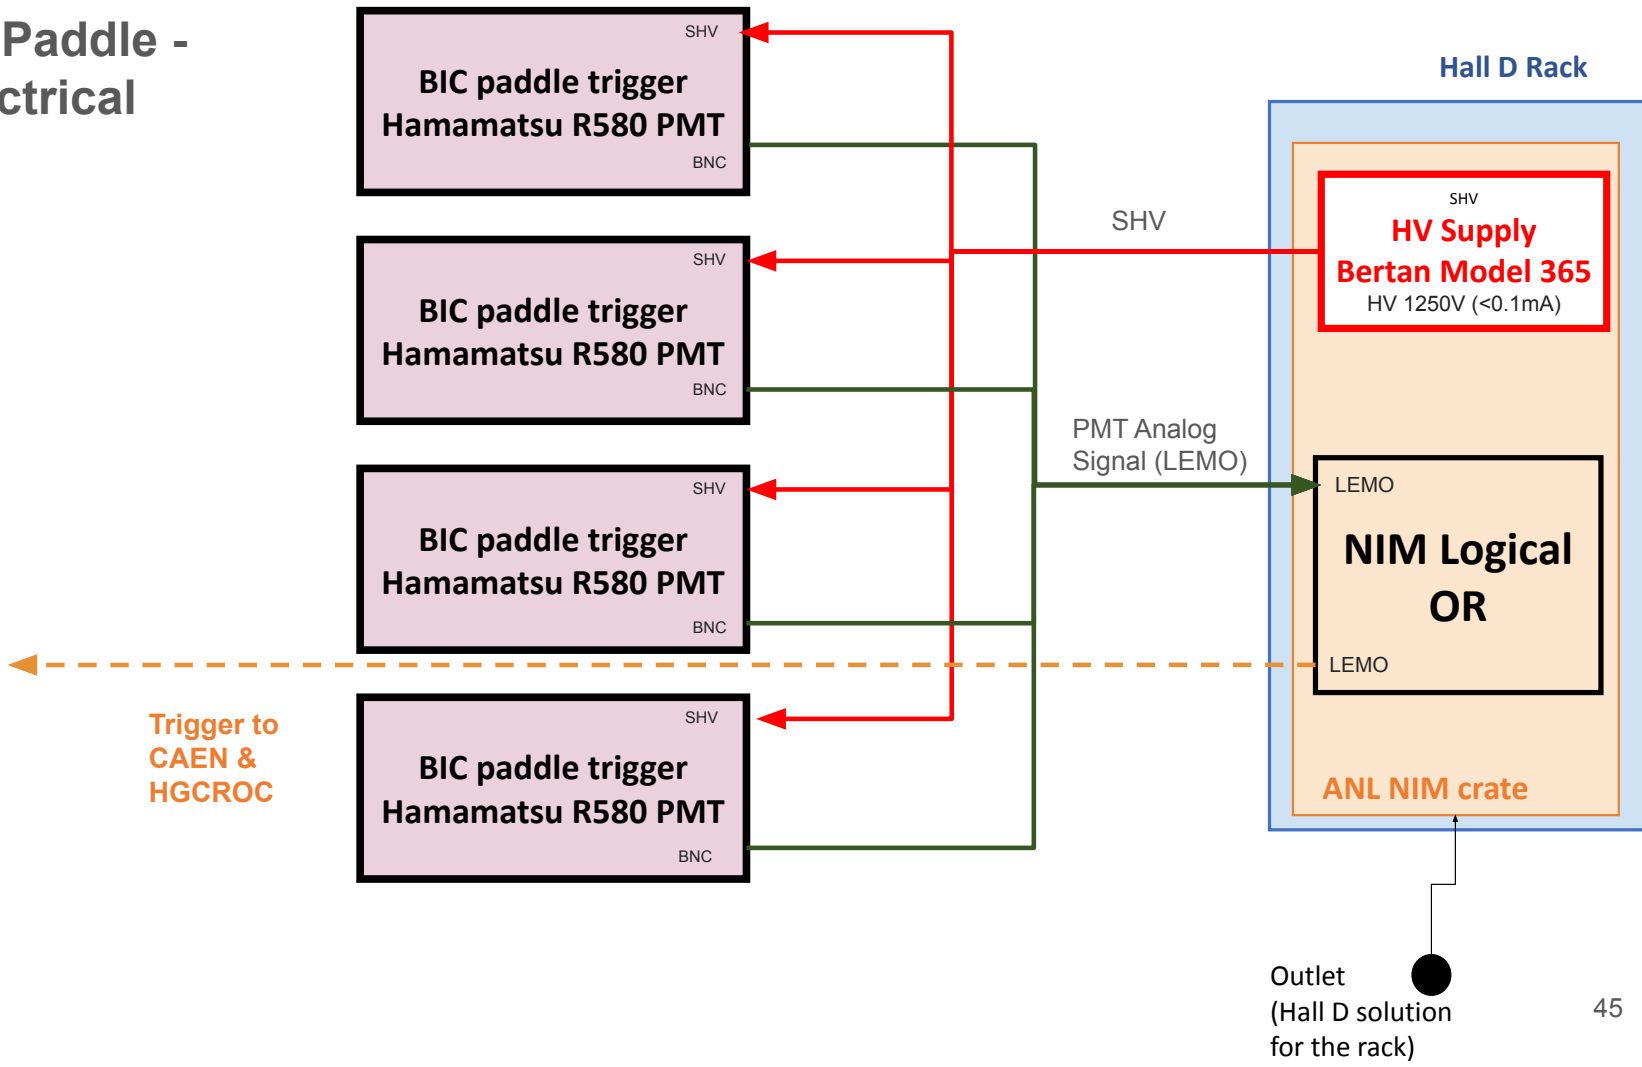 Paddle -
ctrical
SHV
BIC paddle trigger
Hamamatsu R580 PMT
BNC
SHV
BIC paddle trigger
Hamamatsu R580 PMT
BNC
SHV
BIC paddle trigger
Hamamatsu R580 PMT
BNC
SHV
BIC paddle trigger
Hamamatsu R580 PMT
BNC
Trigger to
CAEN &
HGCROC
SHV
PMT Analog
Signal (LEMO)
Hall D Rack
SHV
HV Supply
Bertan Model 365
HV 1250V (<0.1mA)
LEMO
NIM Logical
OR
LEMO
ANL NIM crate
Outlet
(Hall D solution
for the rack)
45